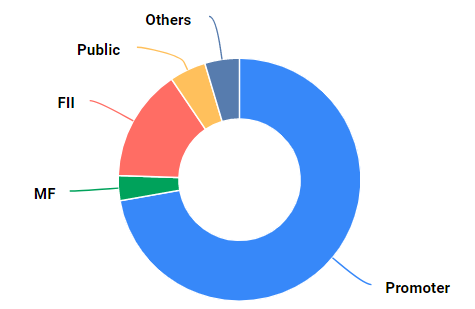 Others
Public
FII
MF
Promoter